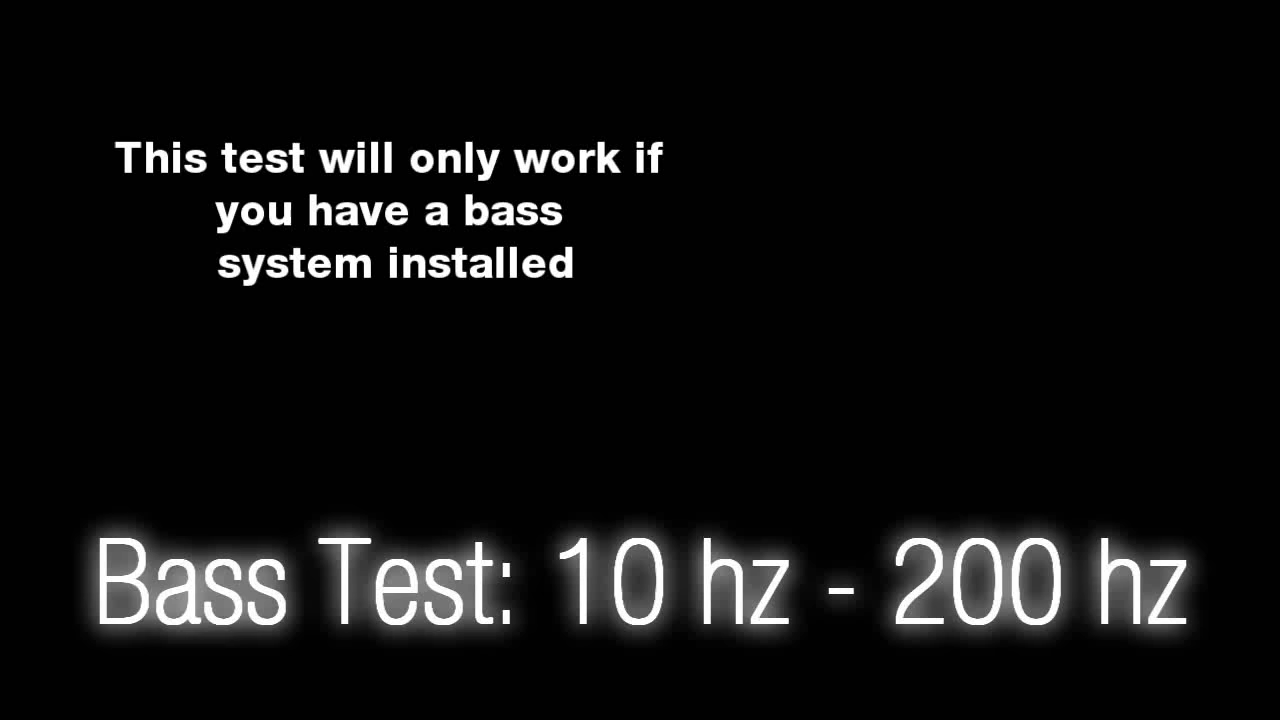 This test will only work if
you have a bass
system installed
Bass Test: 10 hz - 200 hz